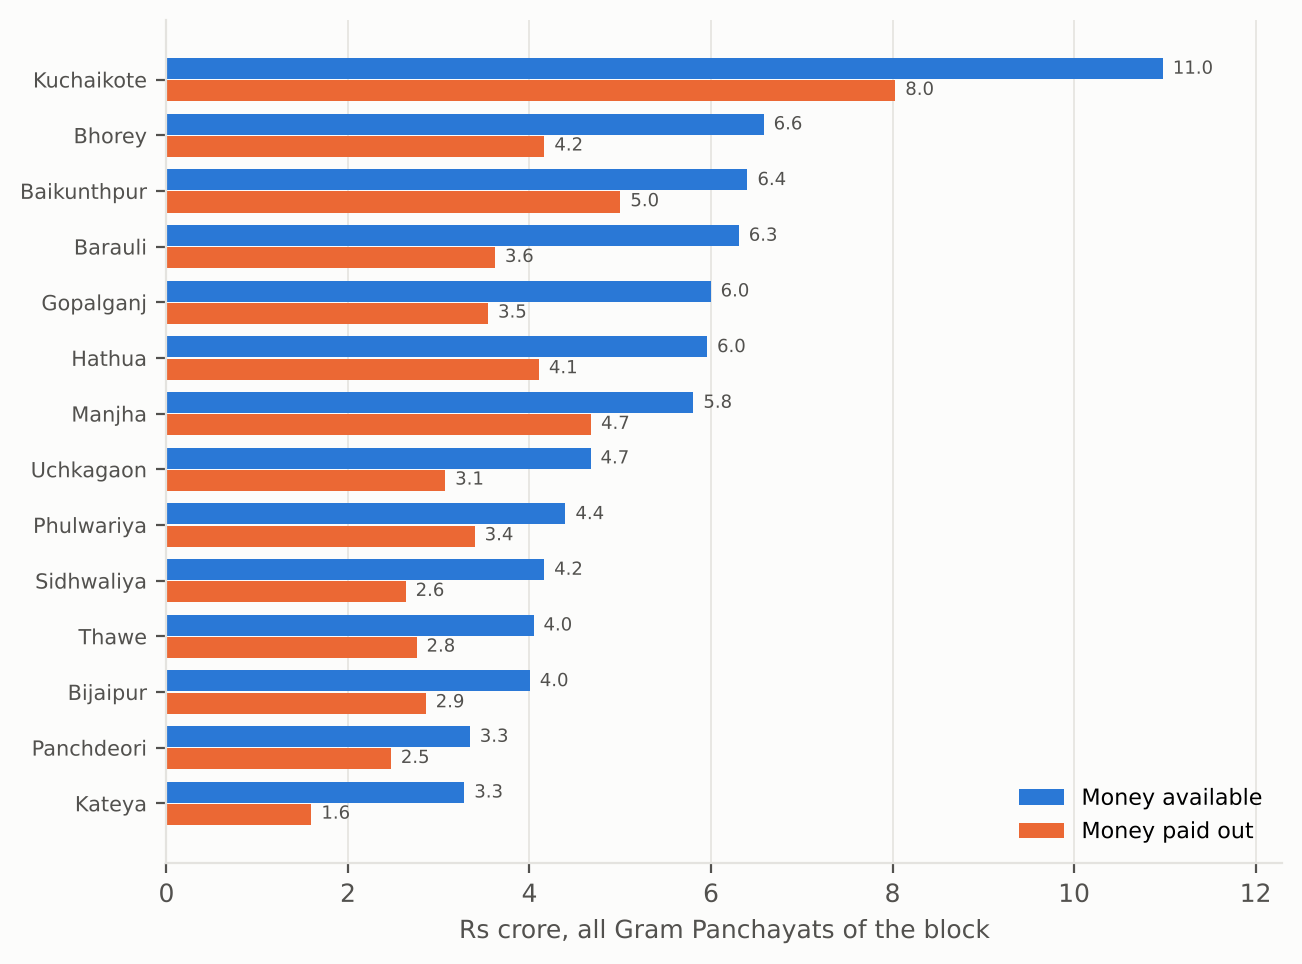 Kuchaikote 11.0
8.0
Bhorey 6.6
4.2
Baikunthpur 6.4
5.0
Barauli 6.3
3.6
Gopalganj 6.0
3.5
Hathua 6.0
4.1
Manjha 5.8
4.7
Uchkagaon 4.7
3.1
Phulwariya 4.4
3.4
Sidhwaliya 4.2
2.6
Thawe 4.0
2.8
Bijaipur 4.0
2.9
Panchdeori 3.3
2.5
Kateya 3.3
1.6
Money available
Money paid out
0 2 4 6 8 10 12
Rs crore, all Gram Panchayats of the block